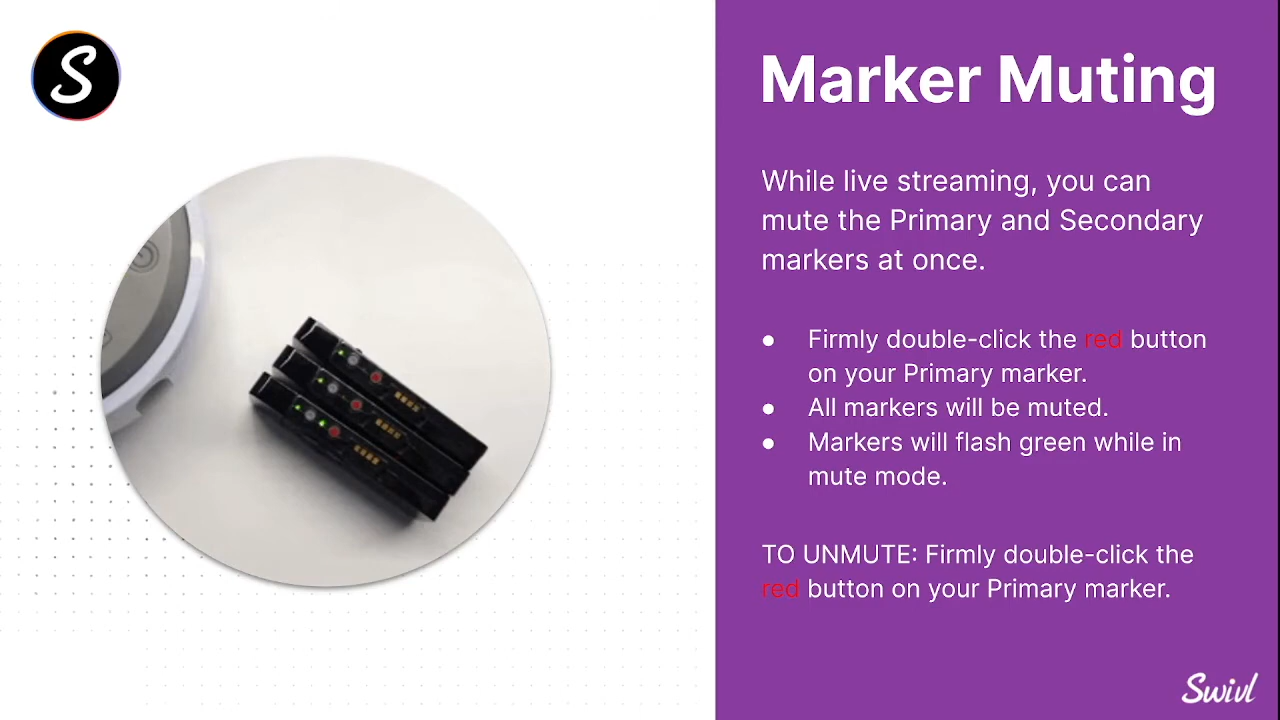 S
Marker Muting
While live streaming, you can
mute the Primary and Secondary
markers at once.
● Firmly double-click the red button
on your Primary marker.
● All markers will be muted.
● Markers will flash green while in
mute mode.
TO UNMUTE: Firmly double-click the
red button on your Primary marker.
Swivl